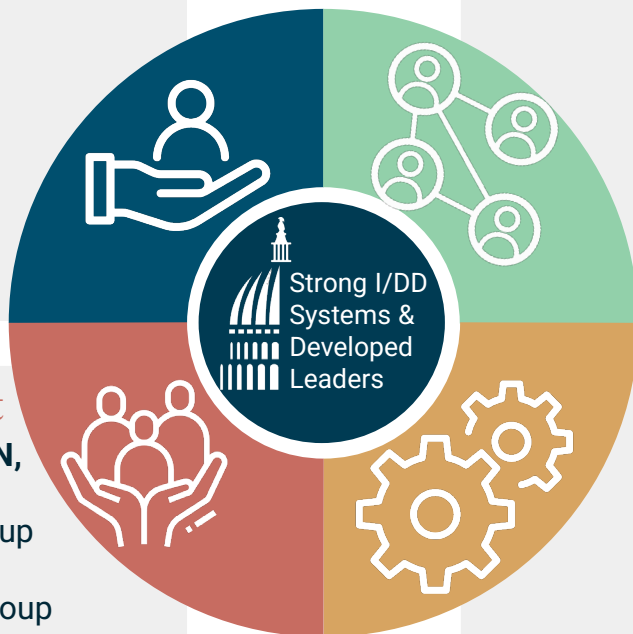 Strong I/DD
Systems &
Developed
Leaders
t
N,
up
oup